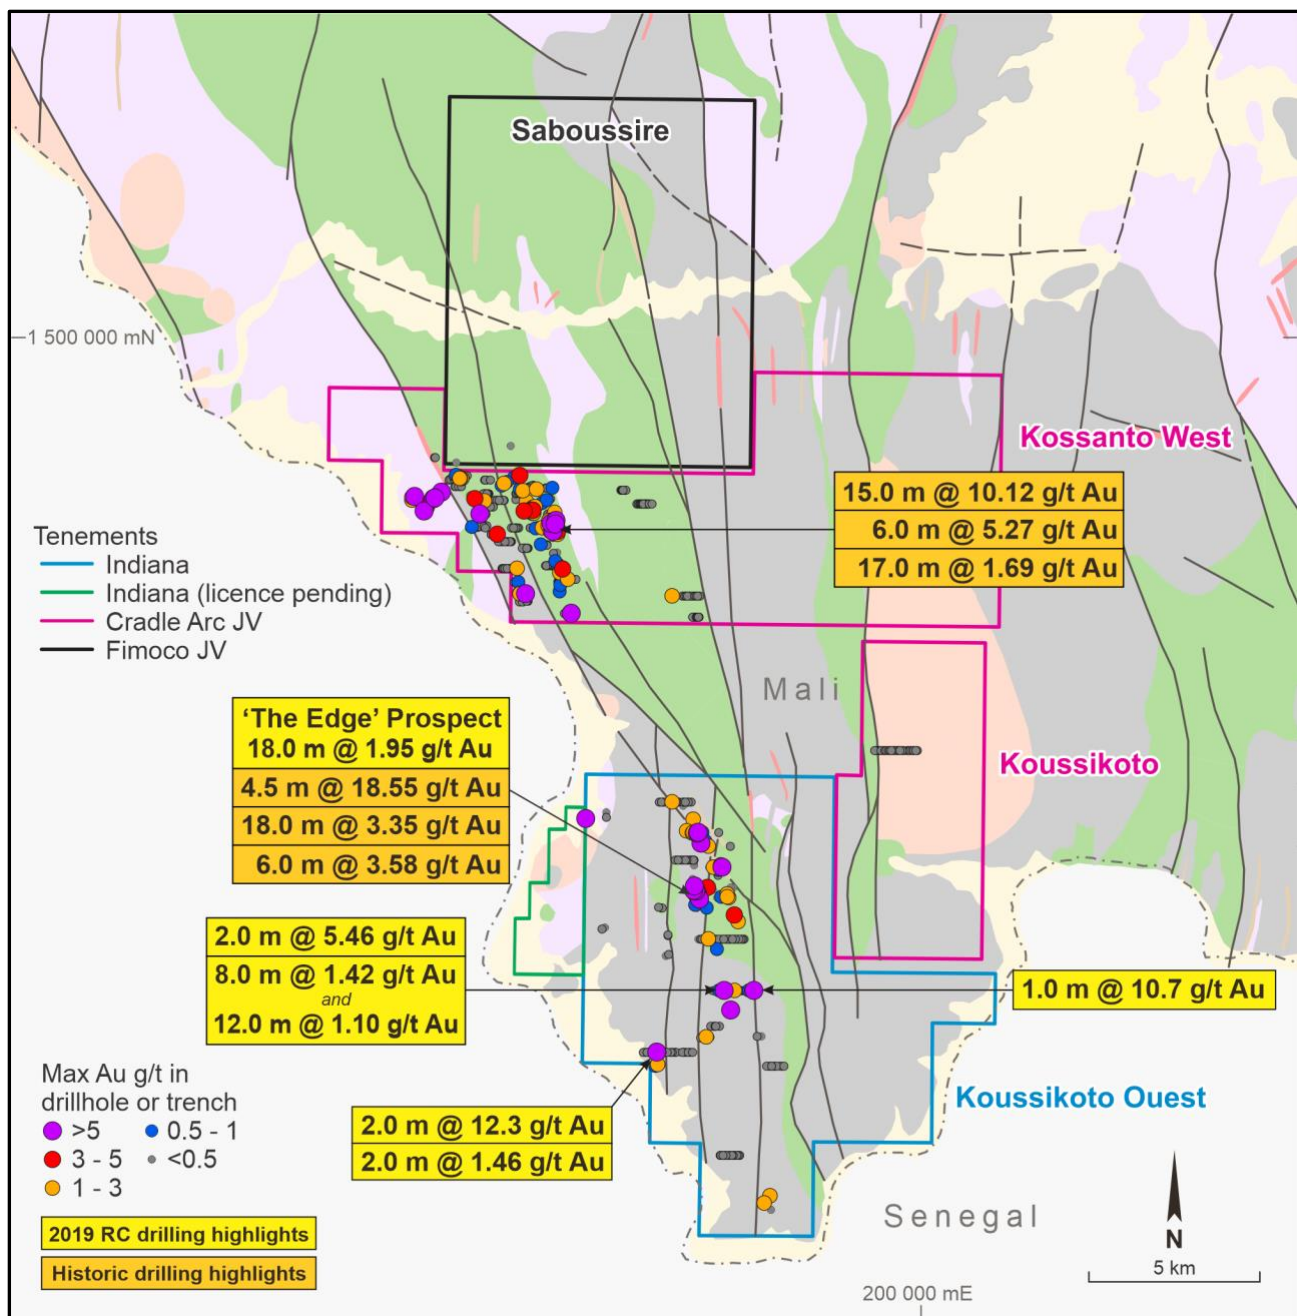 Saboussire
1 500 000 mN
Kossanto West
15.0 m @ 10.12 g/t Au
6.0 m @ 5.27 g/t Au
17.0 m @ 1.69 g/t Au
Tenements
Indiana
Indiana (licence pending)
Cradle Arc JV
Fimoco JV
Mali
‘The Edge’ Prospect
18.0 m @ 1.95 g/t Au
4.5 m @ 18.55 g/t Au
18.0 m @ 3.35 g/t Au
6.0 m @ 3.58 g/t Au
Koussikoto
2.0 m @ 5.46 g/t Au
8.0 m @ 1.42 g/t Au
and
12.0 m @ 1.10 g/t Au
1.0 m @ 10.7 g/t Au
Koussikoto Ouest
Max Au g/t in
drillhole or trench
>5
0.5 - 1
3 - 5
<0.5
1 - 3
2.0 m @ 12.3 g/t Au
2.0 m @ 1.46 g/t Au
2019 RC drilling highlights
Historic drilling highlights
Senegal
N
5 km
200 000 mE